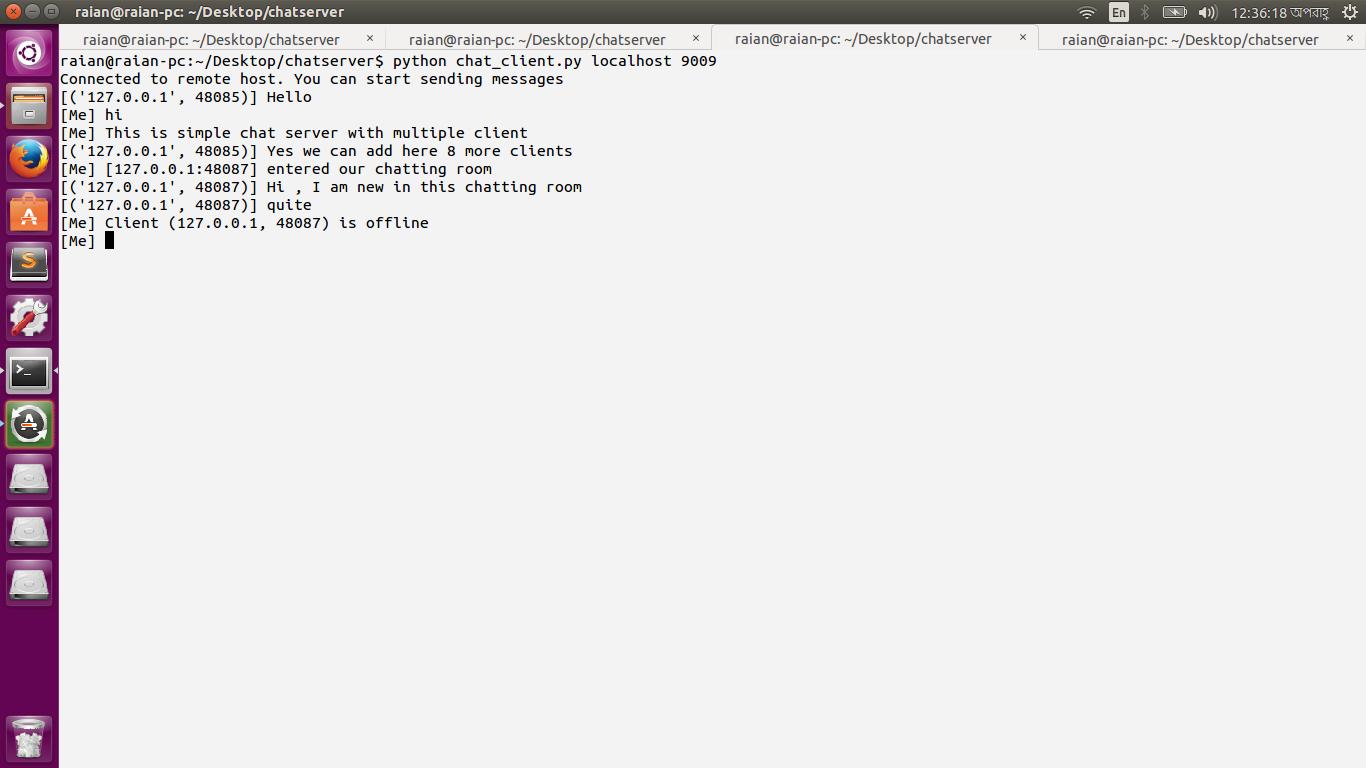 raian@raian-pc: ~/Desktop/chatserver
En
12:36:18 অপরাহ্ণ
raian@raian-pc: ~/Desktop/chatserver ×
raian@raian-pc: ~/Desktop/chatserver ×
raian@raian-pc: ~/Desktop/chatserver ×
raian@raian-pc: ~/Desktop/chatserver ×
raian@raian-pc:~/Desktop/chatserver$ python chat_client.py localhost 9009
Connected to remote host. You can start sending messages
[('127.0.0.1', 48085)] Hello
[Me] hi
[Me] This is simple chat server with multiple client
[('127.0.0.1', 48085)] Yes we can add here 8 more clients
[Me] [127.0.0.1:48087] entered our chatting room
[('127.0.0.1', 48087)] Hi , I am new in this chatting room
[('127.0.0.1', 48087)] quite
[Me] Client (127.0.0.1, 48087) is offline
[Me]